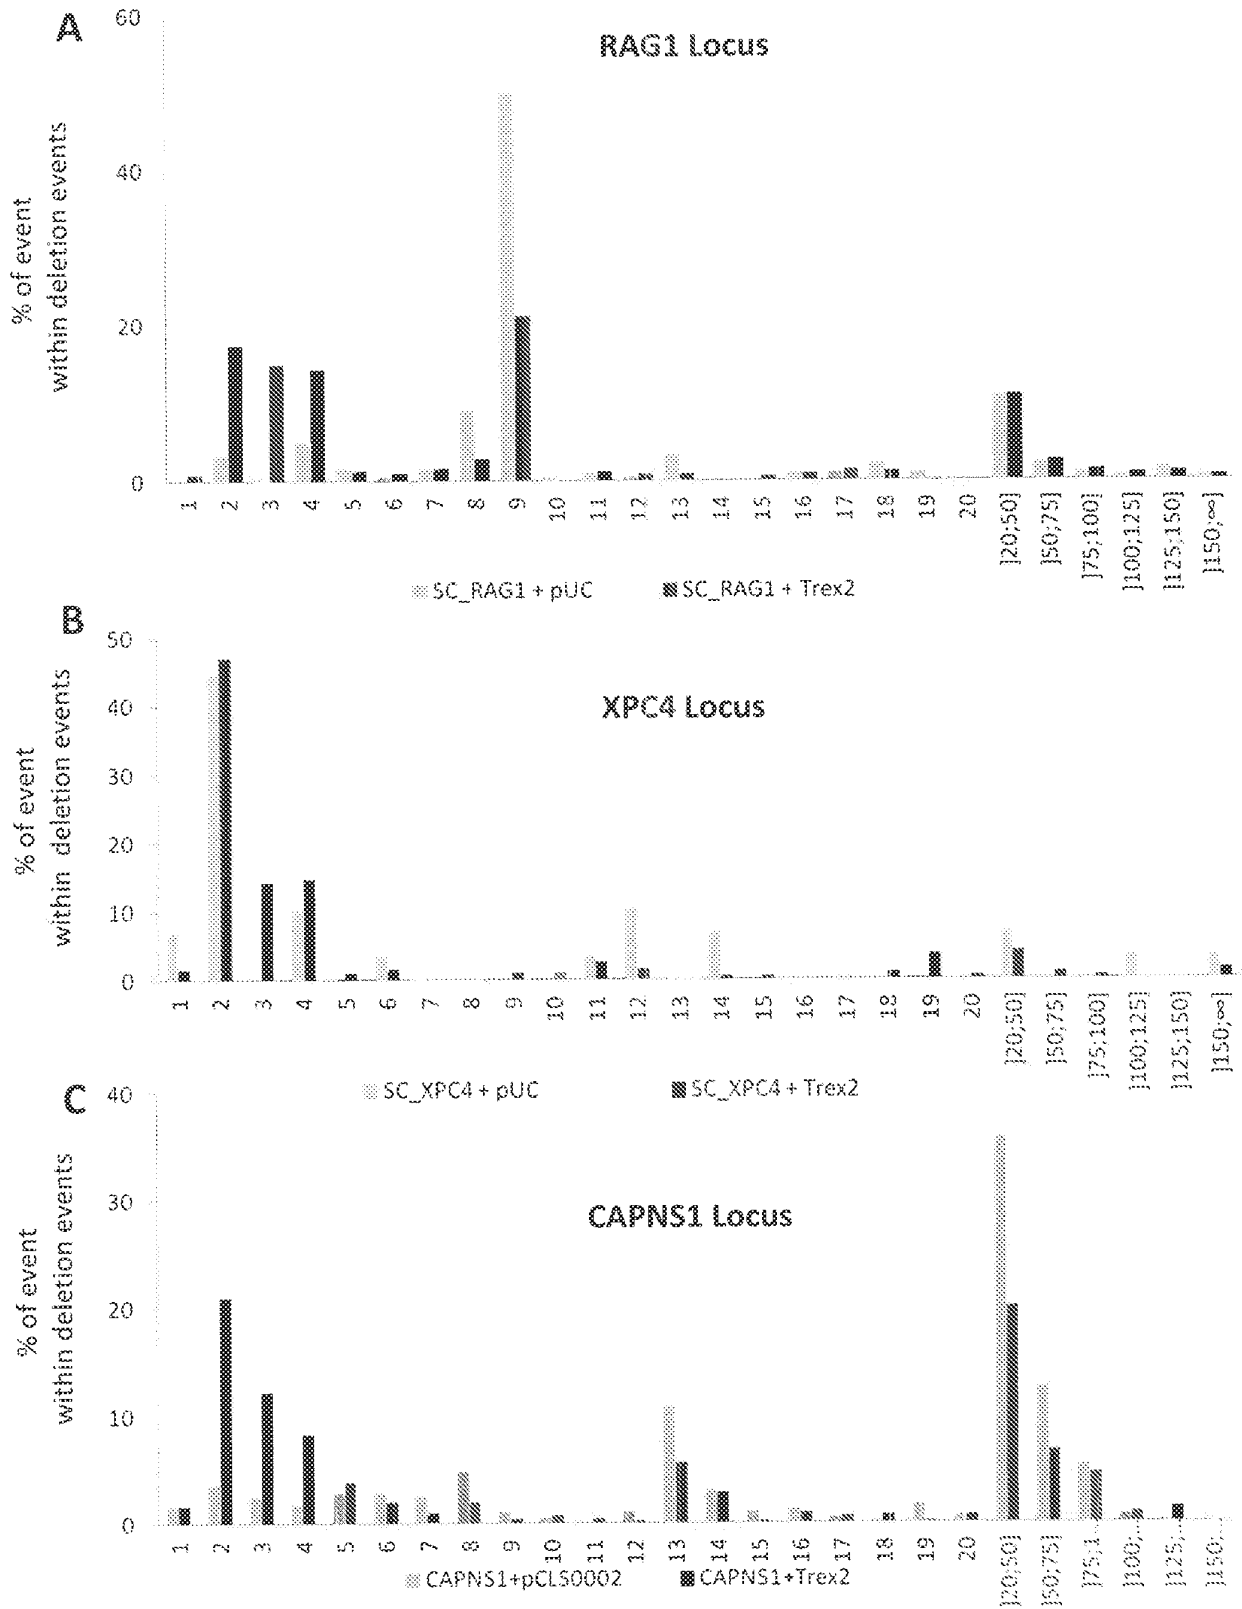 A
RAG1 Locus
% of event
within deletion events
60
40
20
0
1 2 3 4 5 6 7 8 9 10 11 12 13 14 15 16 17 18 19 20 ]20;50] ]50;75] ]75;100] ]100;125] ]125;150] ]150;∞]
SC_RAG1 + pUC SC_RAG1 + Trex2
B
XPC4 Locus
% of event
within deletion events
50
40
30
20
10
0
1 2 3 4 5 6 7 8 9 10 11 12 13 14 15 16 17 18 19 20 ]20;50] ]50;75] ]75;100] ]100;125] ]125;150] ]150;∞]
SC_XPC4 + pUC SC_XPC4 + Trex2
C
CAPNS1 Locus
% of event
within deletion events
40
30
20
10
0
1 2 3 4 5 6 7 8 9 10 11 12 13 14 15 16 17 18 19 20 ]20;50] ]50;75] ]75;1... ]100;... ]125;... ]150;...
CAPNS1+pCLS0002 CAPNS1+Trex2